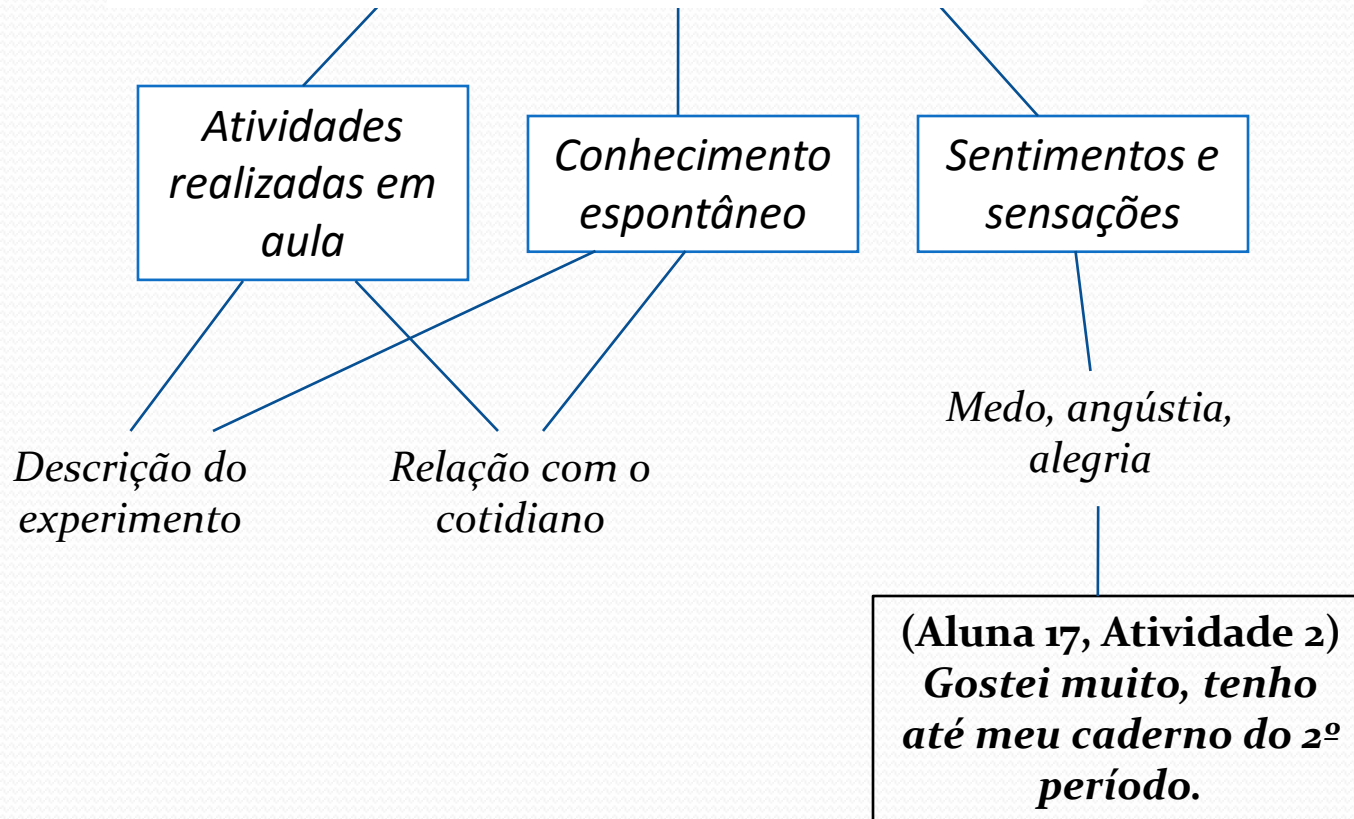 Atividades
realizadas em
aula
Conhecimento
espontâneo
Sentimentos e
sensações
Descrição do
experimento
Relação com o
cotidiano
Medo, angústia,
alegria
(Aluna 17, Atividade 2)
Gostei muito, tenho
até meu caderno do 2º
período.